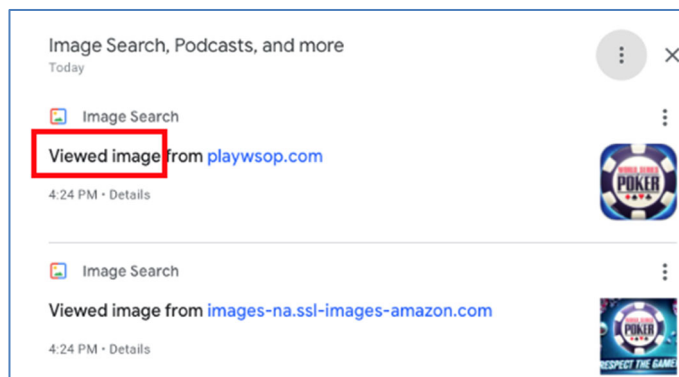 Image Search, Podcasts, and more
Today
Image Search
Viewed image from playwsop.com
WORLD SERIES
POKER
4:24 PM • Details
Image Search
Viewed image from images-na.ssl-images-amazon.com
POKER
RESPECT THE GAME
4:24 PM • Details